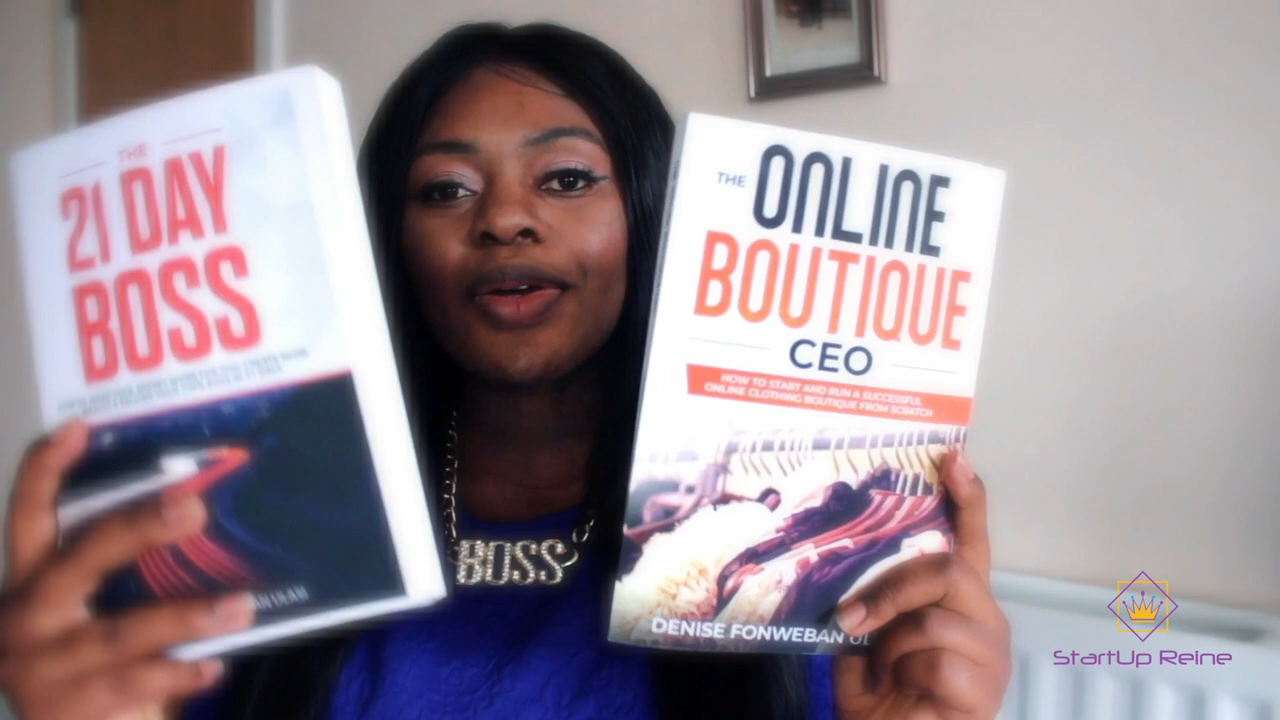 THE
21 DAY
BOSS
THE ONLINE
BOUTIQUE
CEO
HOW TO START AND RUN A SUCCESSFUL
ONLINE CLOTHING BOUTIQUE FROM SCRATCH
DENISE FONWEBAN
BOSS
StartUp Reine